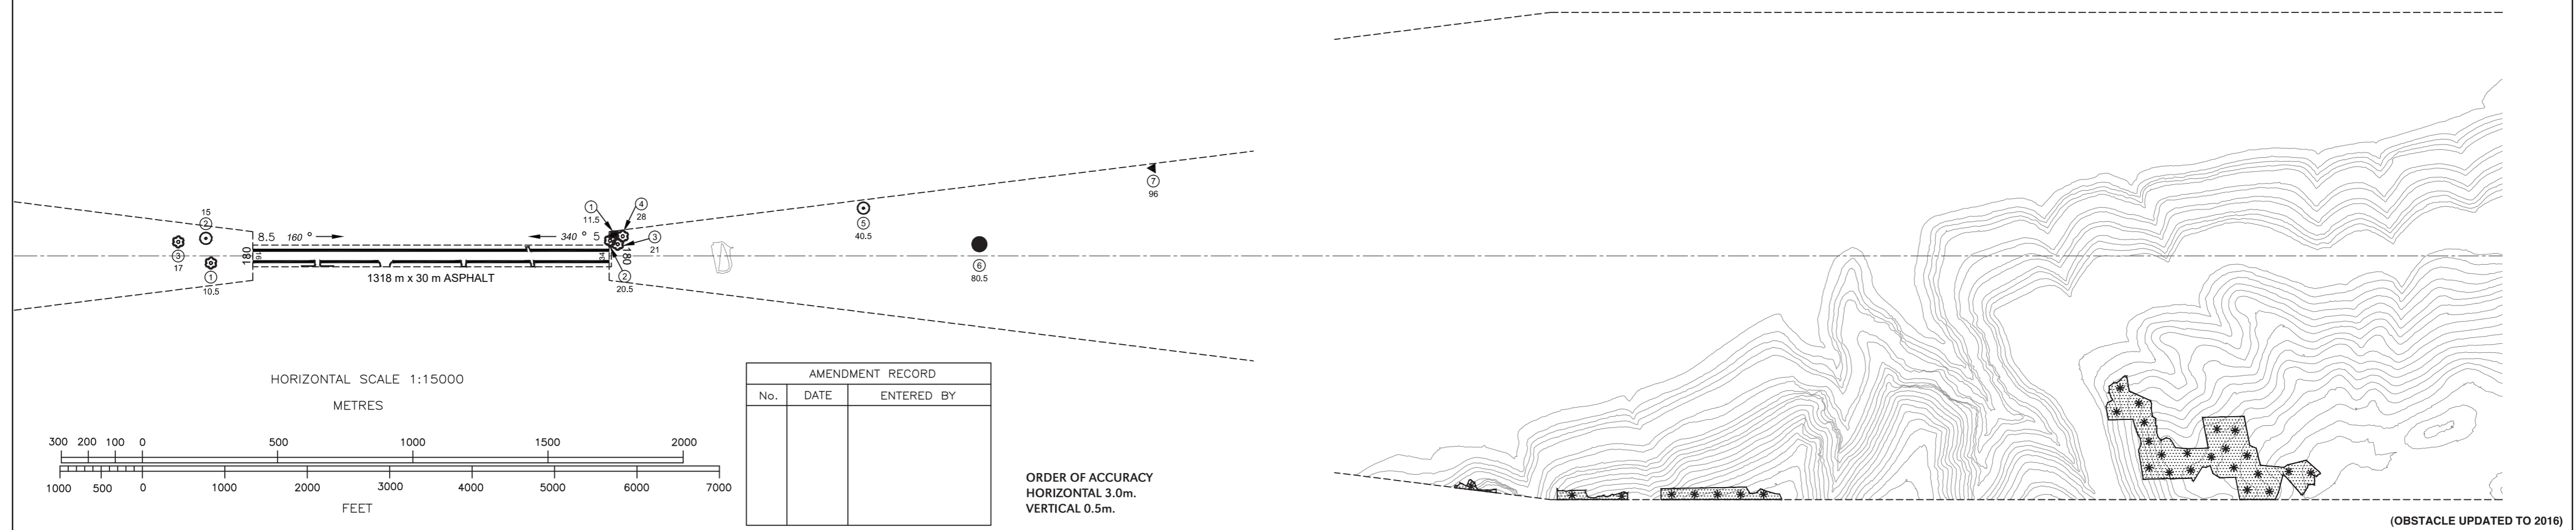 15
②
③
17
①
10.5
8.5 160 °
180
16
340 ° 5
①
11.5
④
28
③
21
34
180
②
20.5
1318 m x 30 m ASPHALT
⑤
40.5
⑥
80.5
⑦
96
HORIZONTAL SCALE 1:15000
METRES
300 200 100 0 500 1000 1500 2000
1000 500 0 1000 2000 3000 4000 5000 6000 7000
FEET
AMENDMENT RECORD
No. DATE ENTERED BY
ORDER OF ACCURACY
HORIZONTAL 3.0m.
VERTICAL 0.5m.
(OBSTACLE UPDATED TO 2016)